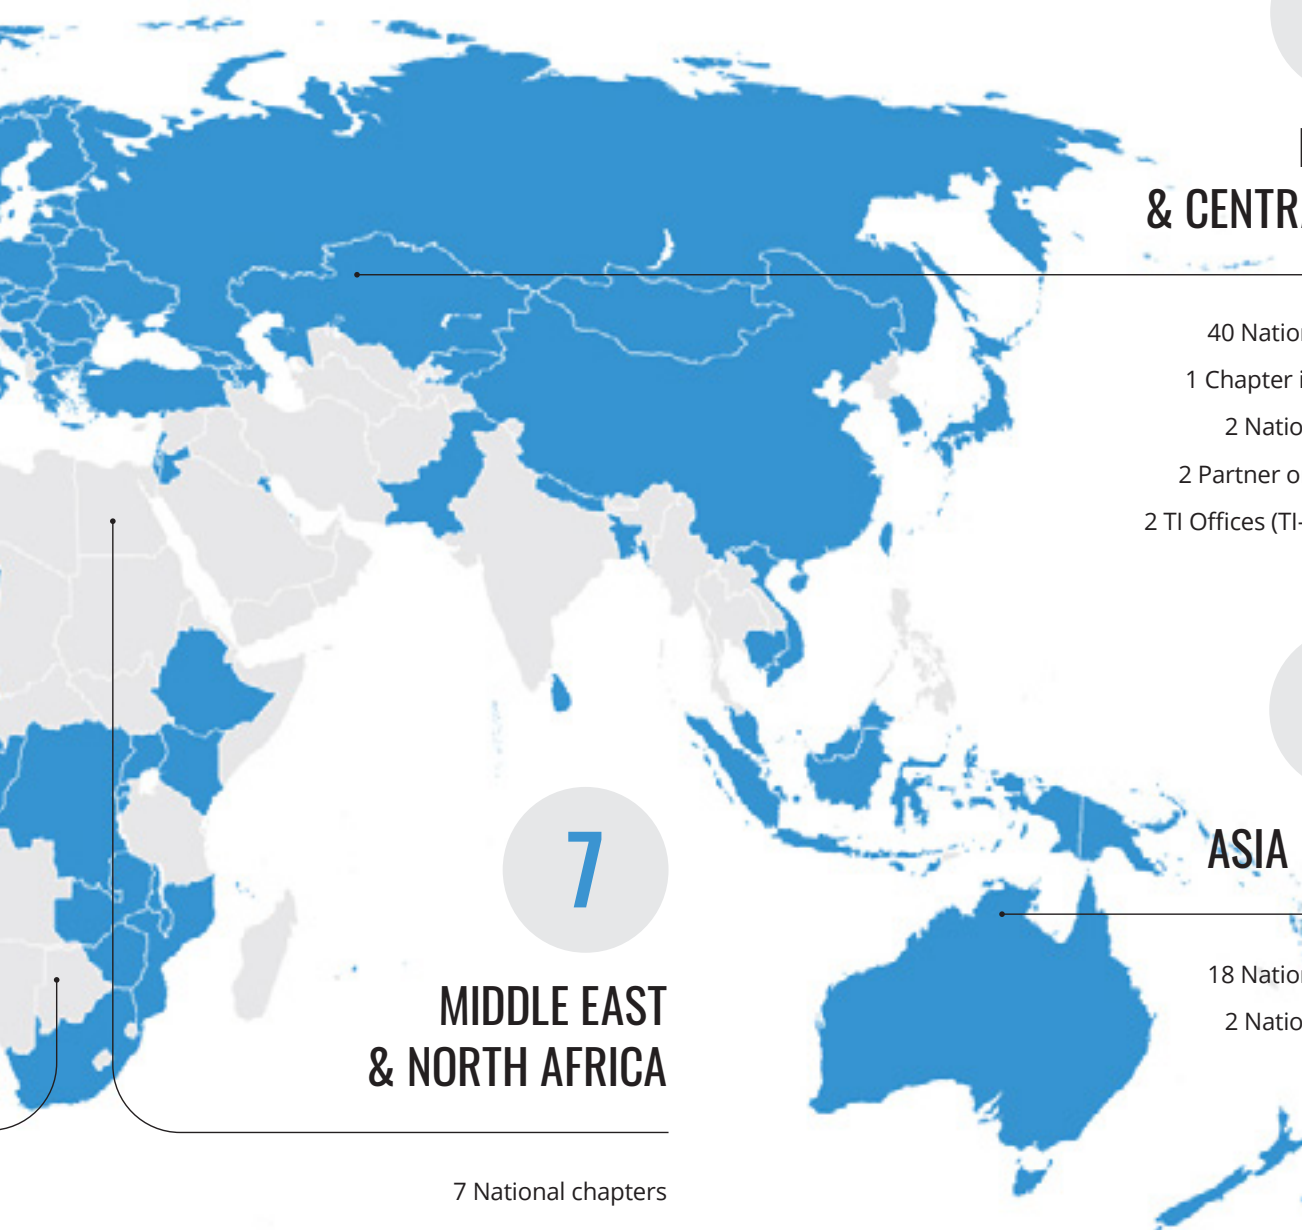 & CENTR
40 Natio
1 Chapter i
2 Natio
2 Partner o
2 TI Offices (TI-
ASIA
18 Natio
2 Natio
7
MIDDLE EAST
& NORTH AFRICA
7 National chapters